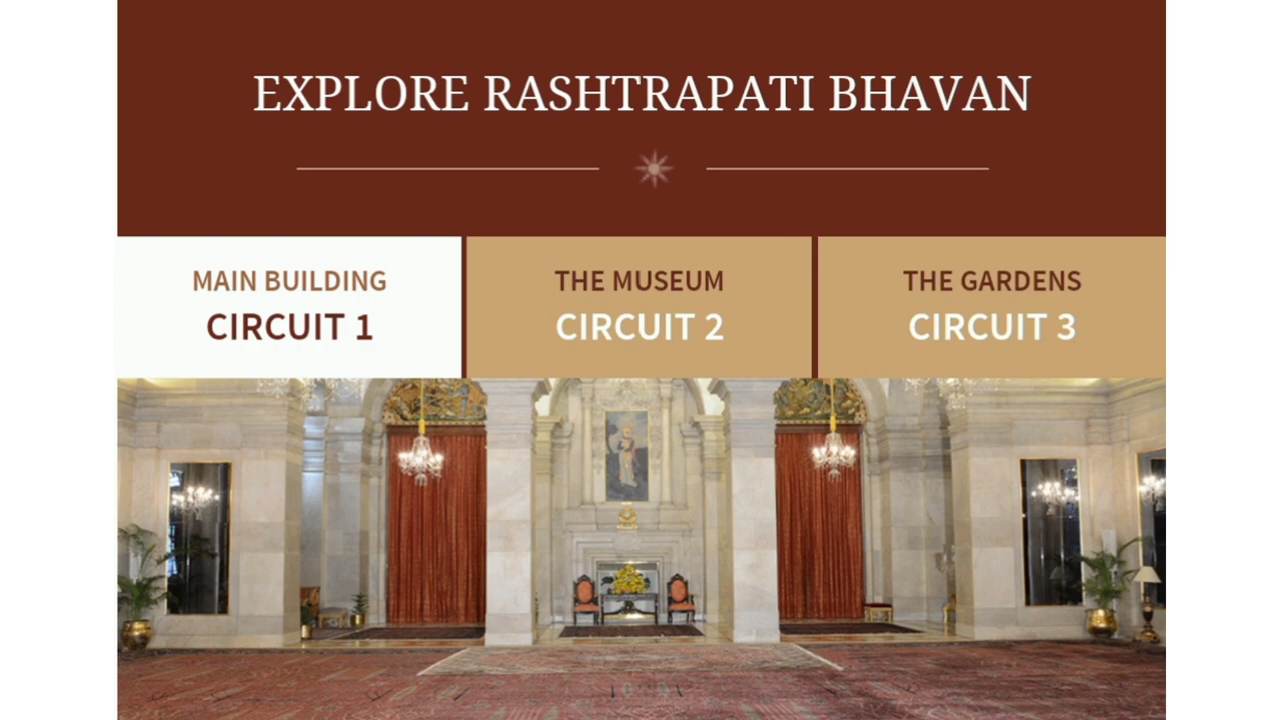 EXPLORE RASHTRAPATI BHAVAN
MAIN BUILDING
CIRCUIT 1
THE MUSEUM
CIRCUIT 2
THE GARDENS
CIRCUIT 3